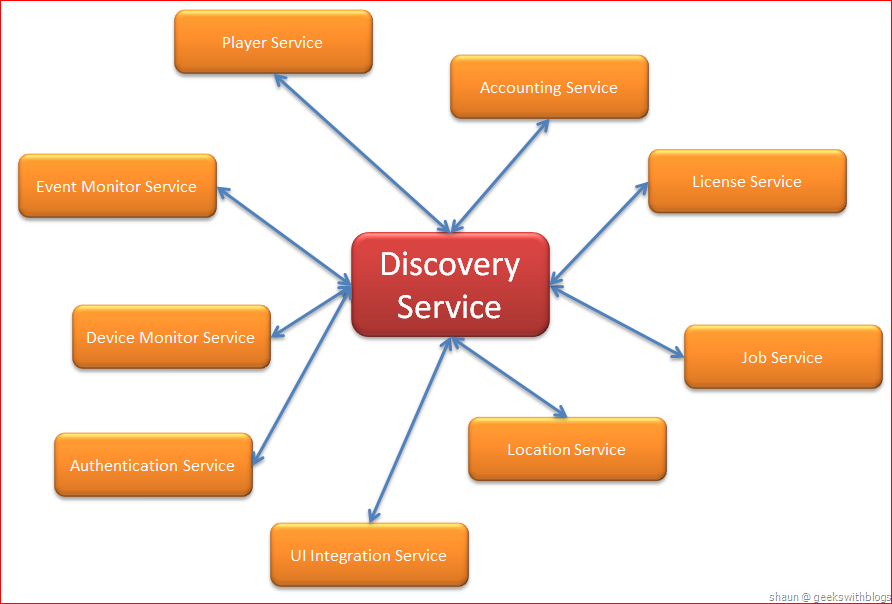 Player Service
Accounting Service
License Service
Event Monitor Service
Discovery
Service
Device Monitor Service
Job Service
Authentication Service
Location Service
UI Integration Service
shaun @ geekswithblogs